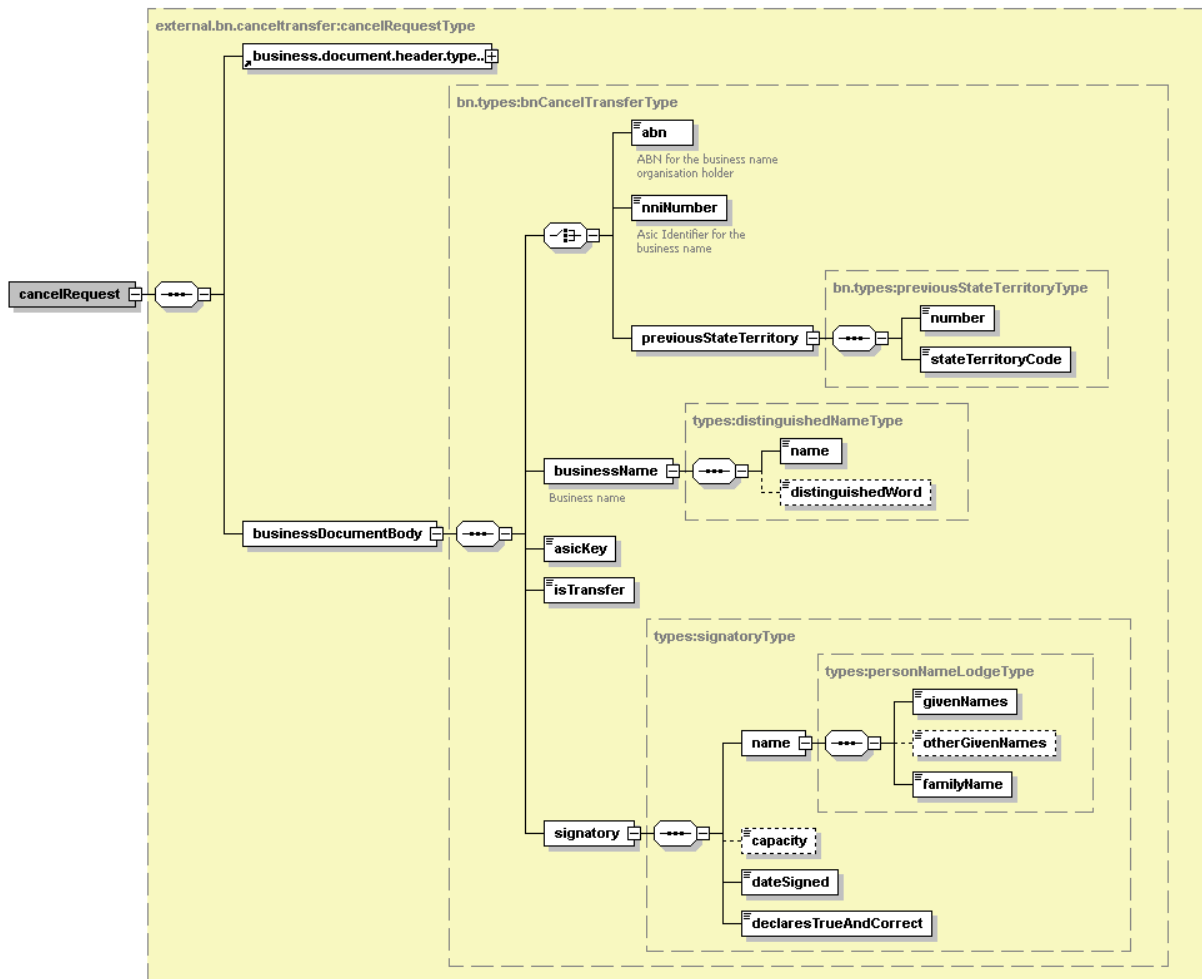 external.bn.canceltransfer:cancelRequestType
business.document.header.type..
bn.types:bnCancelTransferType
abn
ABN for the business name
organisation holder
nniNumber
Asic Identifier for the
business name
cancelRequest
bn.types:previousStateTerritoryType
number
previousStateTerritory
stateTerritoryCode
types:distinguishedNameType
name
businessName
Business name
distinguishedWord
businessDocumentBody
asicKey
isTransfer
types:signatoryType
types:personNameLodgeType
givenNames
name
otherGivenNames
familyName
signatory
capacity
dateSigned
declaresTrueAndCorrect